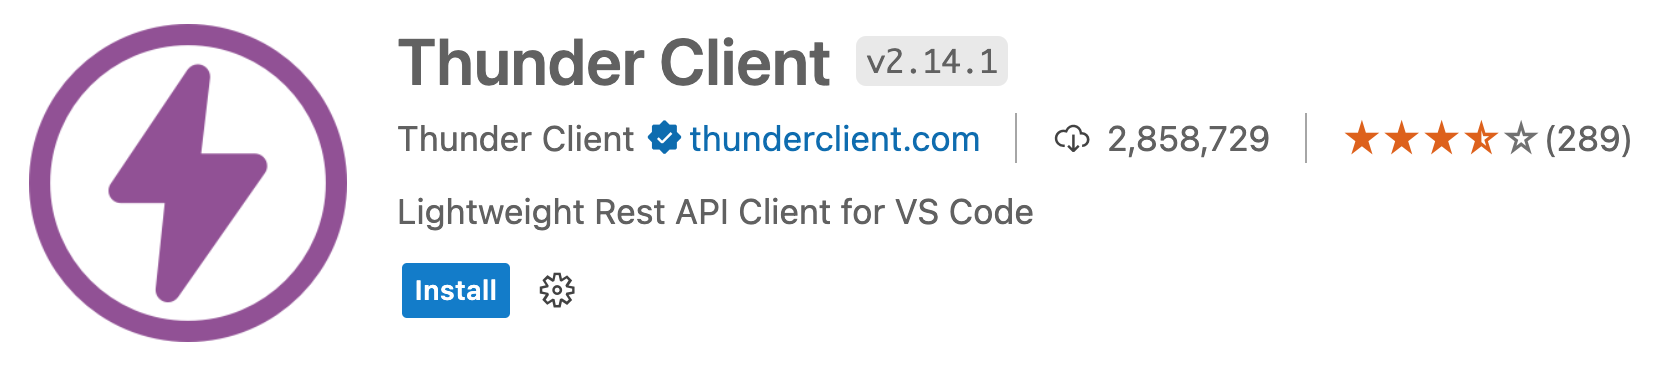 Thunder Client v2.14.1
Thunder Client thunderclient.com 2,858,729 (289)
Lightweight Rest API Client for VS Code
Install